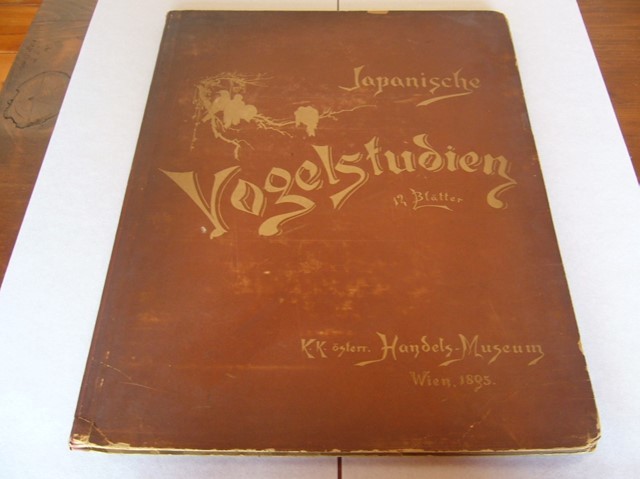 Japanische
Vogelstudien
12 Blätter
K.K. österr. Handels-Museum
Wien, 1895.